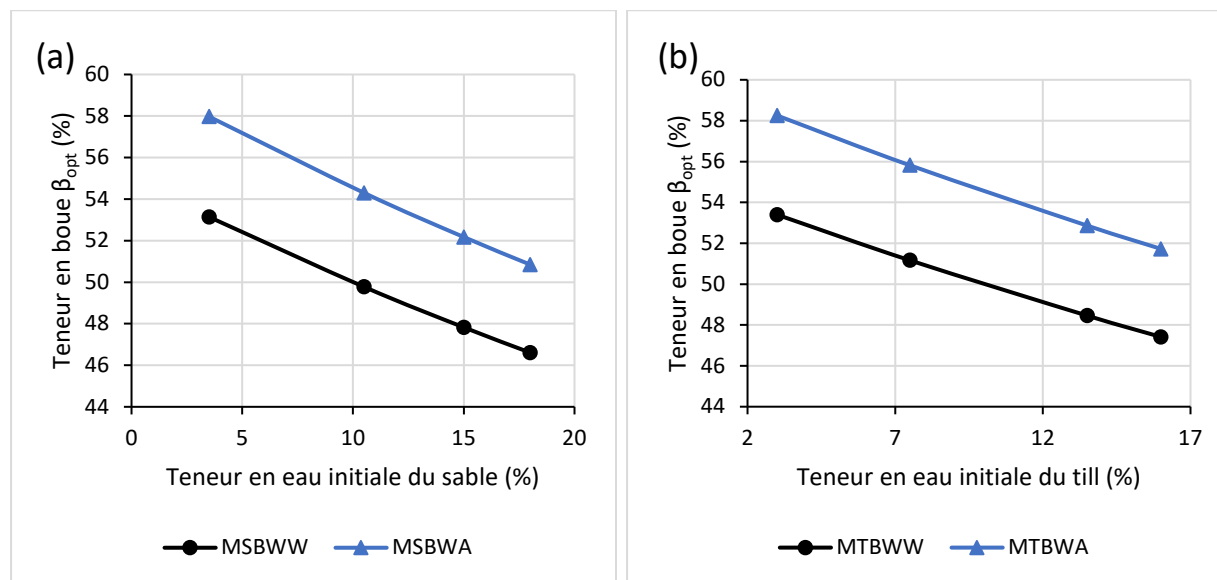 (a)
60
58
56
54
52
50
48
46
44
Teneur en boue βopt (%)
0 5 10 15 20
Teneur en eau initiale du sable (%)
MSBWW MSBWA
(b)
60
58
56
54
52
50
48
46
44
Teneur en boue βopt (%)
2 7 12 17
Teneur en eau initiale du till (%)
MTBWW MTBWA